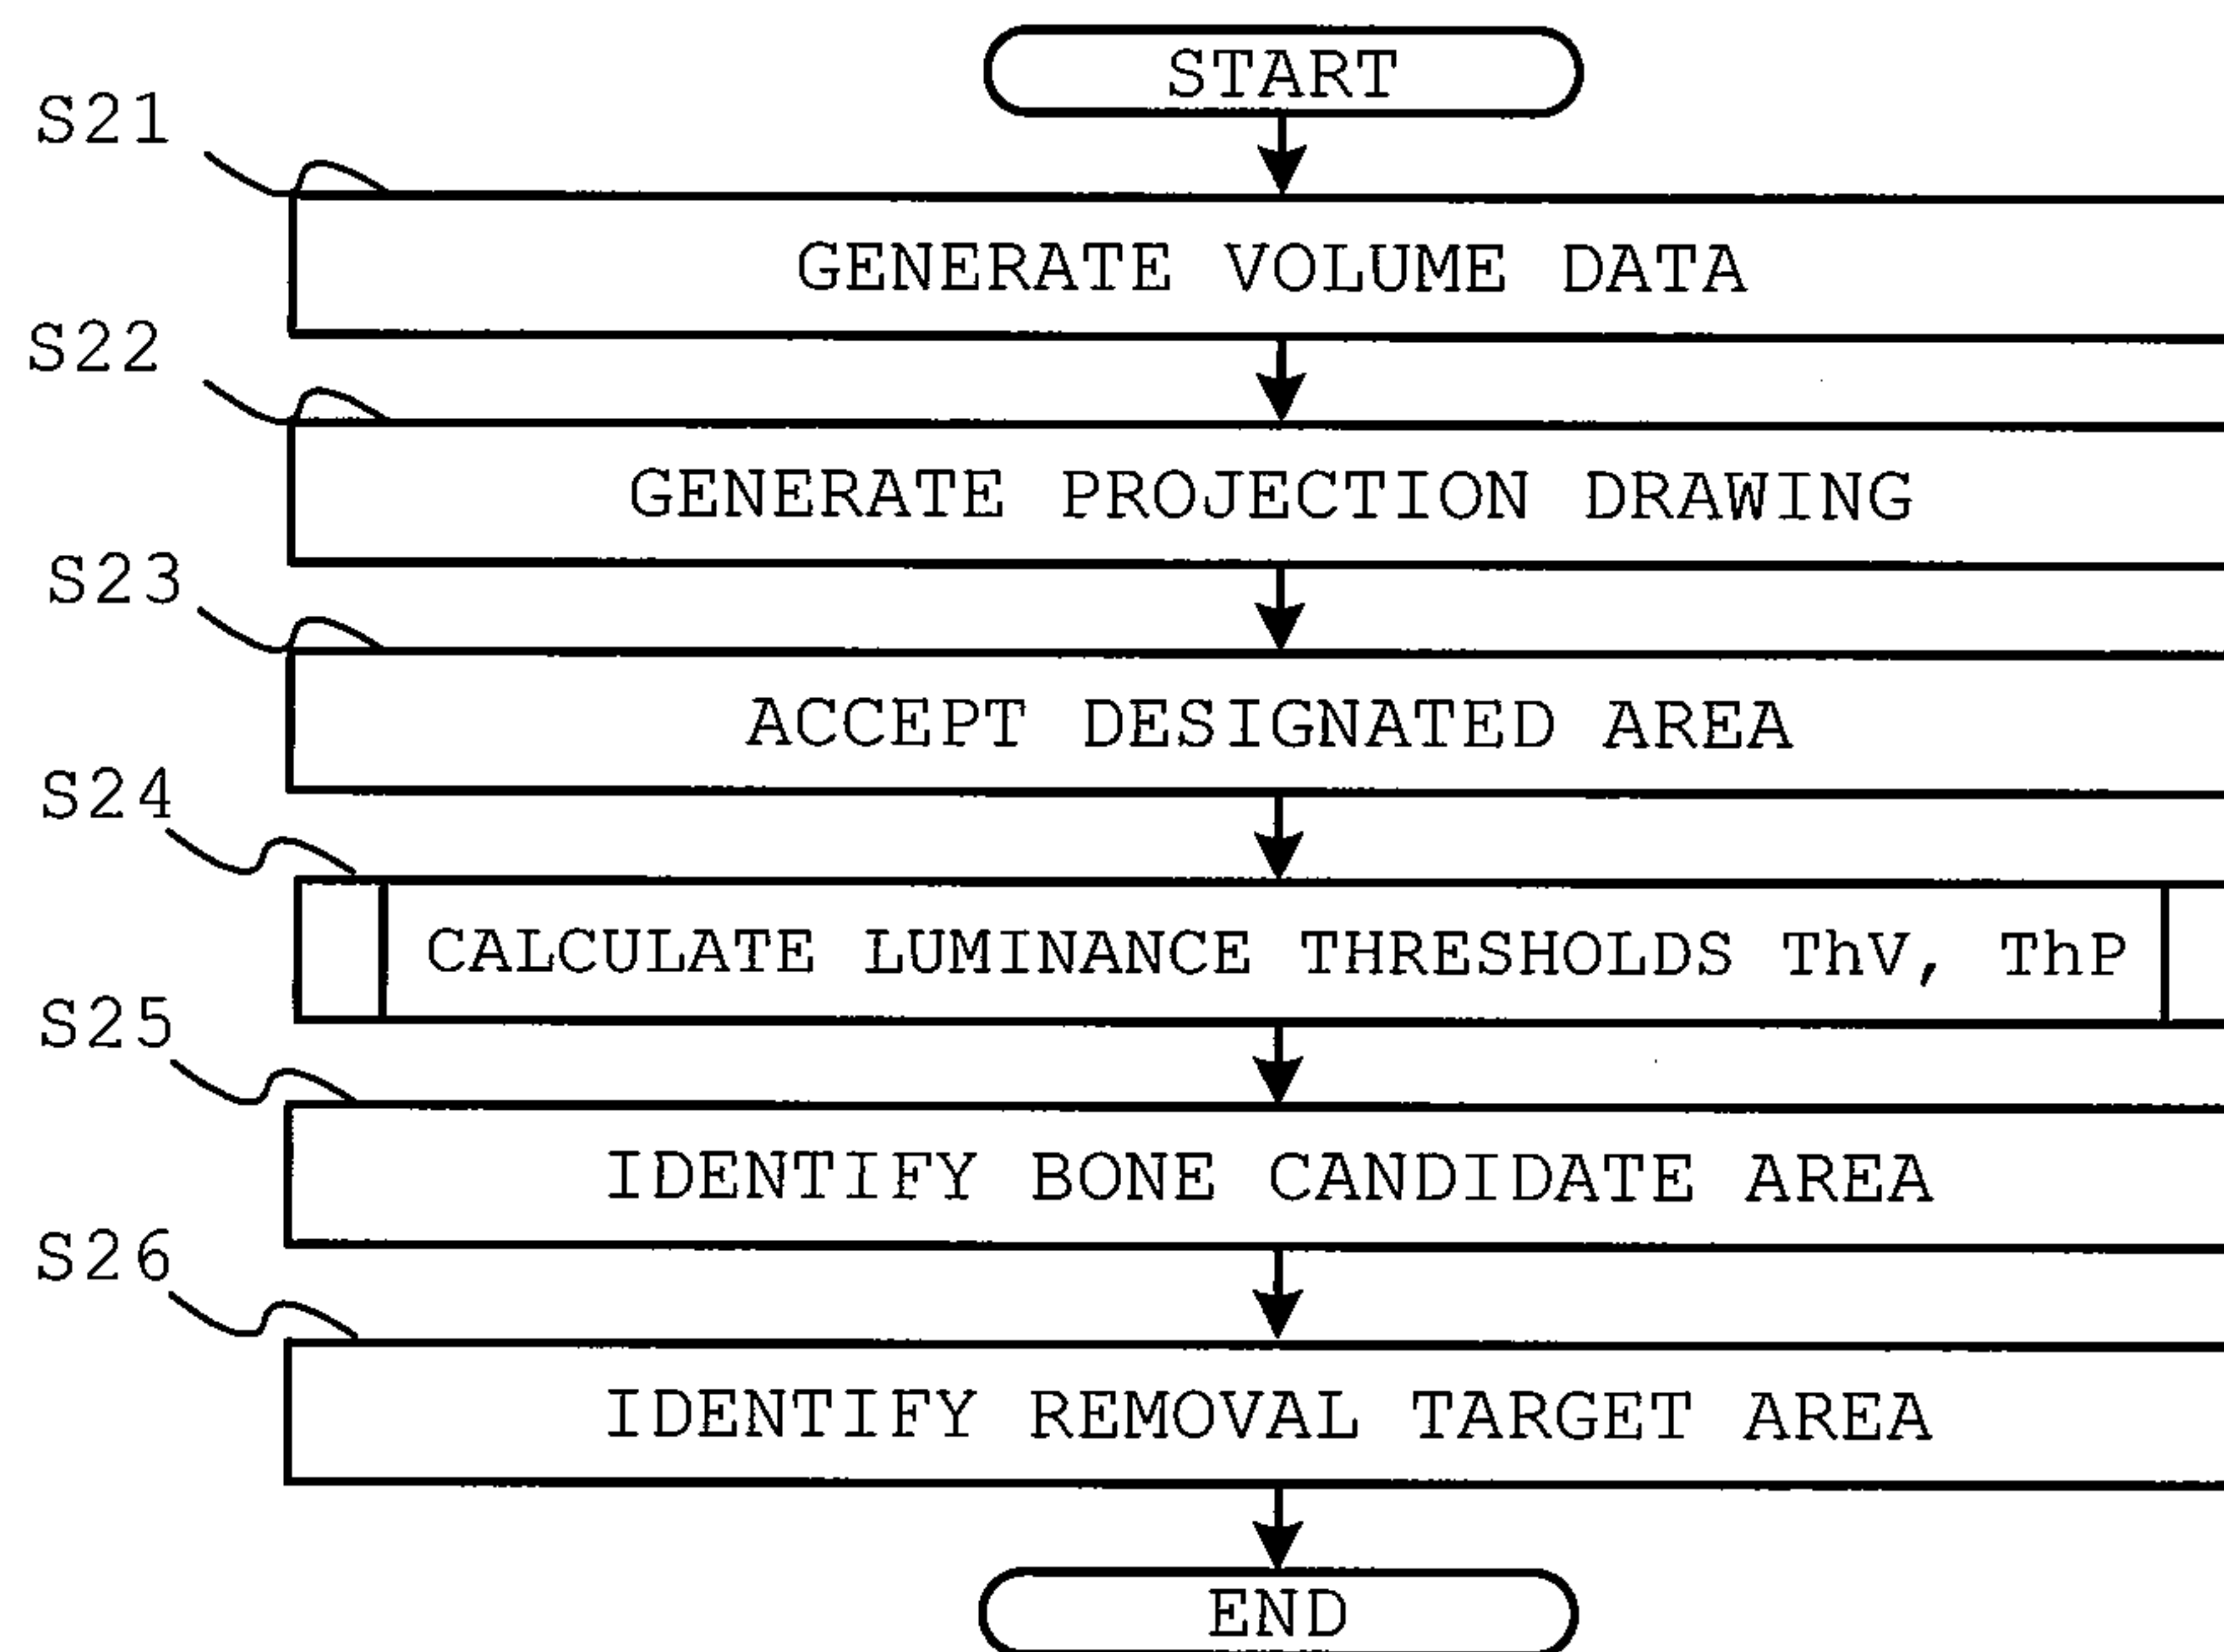 START
S21
GENERATE VOLUME DATA
S22
GENERATE PROJECTION DRAWING
S23
ACCEPT DESIGNATED AREA
S24
CALCULATE LUMINANCE THRESHOLDS ThV, ThP
S25
IDENTIFY BONE CANDIDATE AREA
S26
IDENTIFY REMOVAL TARGET AREA
END